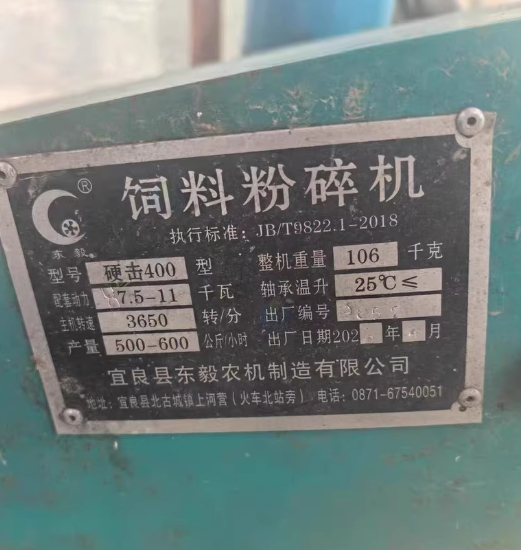 ®
饲料粉碎机
执行标准：JB/T9822.1-2018
东毅
型号 硬击400 型 整机重量 106 千克
配套动力 7.5-11 千瓦 轴承温升 25℃≤
主机转速 3650 转/分 出厂编号
产量 500-600 公斤/小时 出厂日期202 年 月
宜良县东毅农机制造有限公司
地址：宜良县北古城镇上河营（火车北站旁）电话：0871-67540051